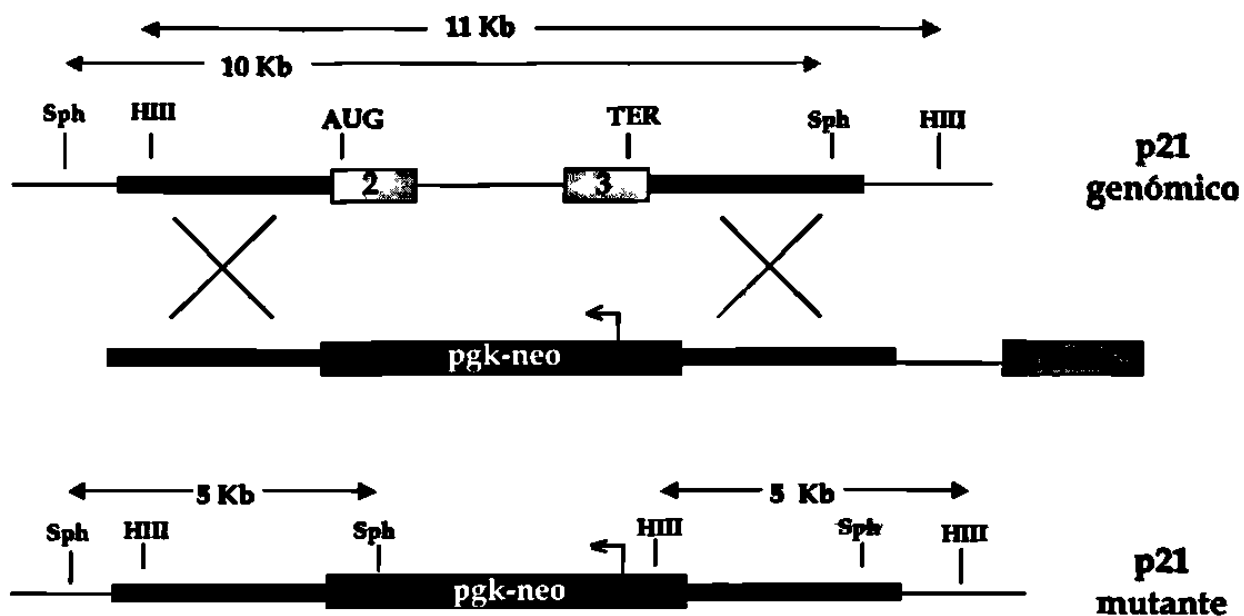 11 Kb
10 Kb
Sph HIII AUG TER Sph HIII
2 3
p21
genómico
pgk-neo
5 Kb 5 Kb
Sph HIII Sph HIII Sph HIII
pgk-neo
p21
mutante